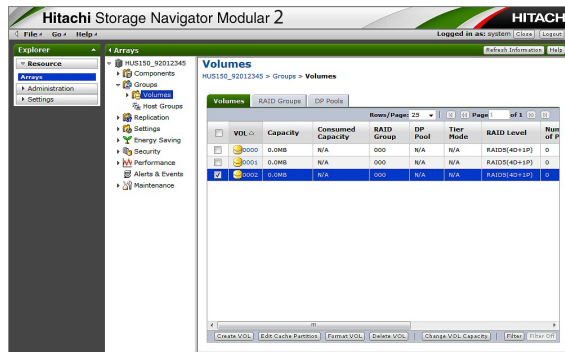 Hitachi Storage Navigator Modular 2
HITACH
File Go Help
Logged in as: system Close Logout
Explorer
Arrays
Refresh Information Help
Resource
Arrays
Administration
Settings
HUS150_92012345
Components
Groups
Volumes
Host Groups
Replication
Settings
Energy Saving
Security
Performance
Alerts & Events
Maintenance
Volumes
HUS150_92012345 > Groups > Volumes
Volumes RAID Groups DP Pools
Rows/Page: 25 Page 1 of 1
VOL Capacity Consumed Capacity RAID Group DP Pool Tier Mode RAID Level Num of P
0000 0.0MB N/A 000 N/A N/A RAID5(4D+1P) 0
0001 0.0MB N/A 000 N/A N/A RAID5(4D+1P) 0
0002 0.0MB N/A 000 N/A N/A RAID5(4D+1P) 0
Create VOL Edit Cache Partition Format VOL Delete VOL Change VOL Capacity Filter Filter Off